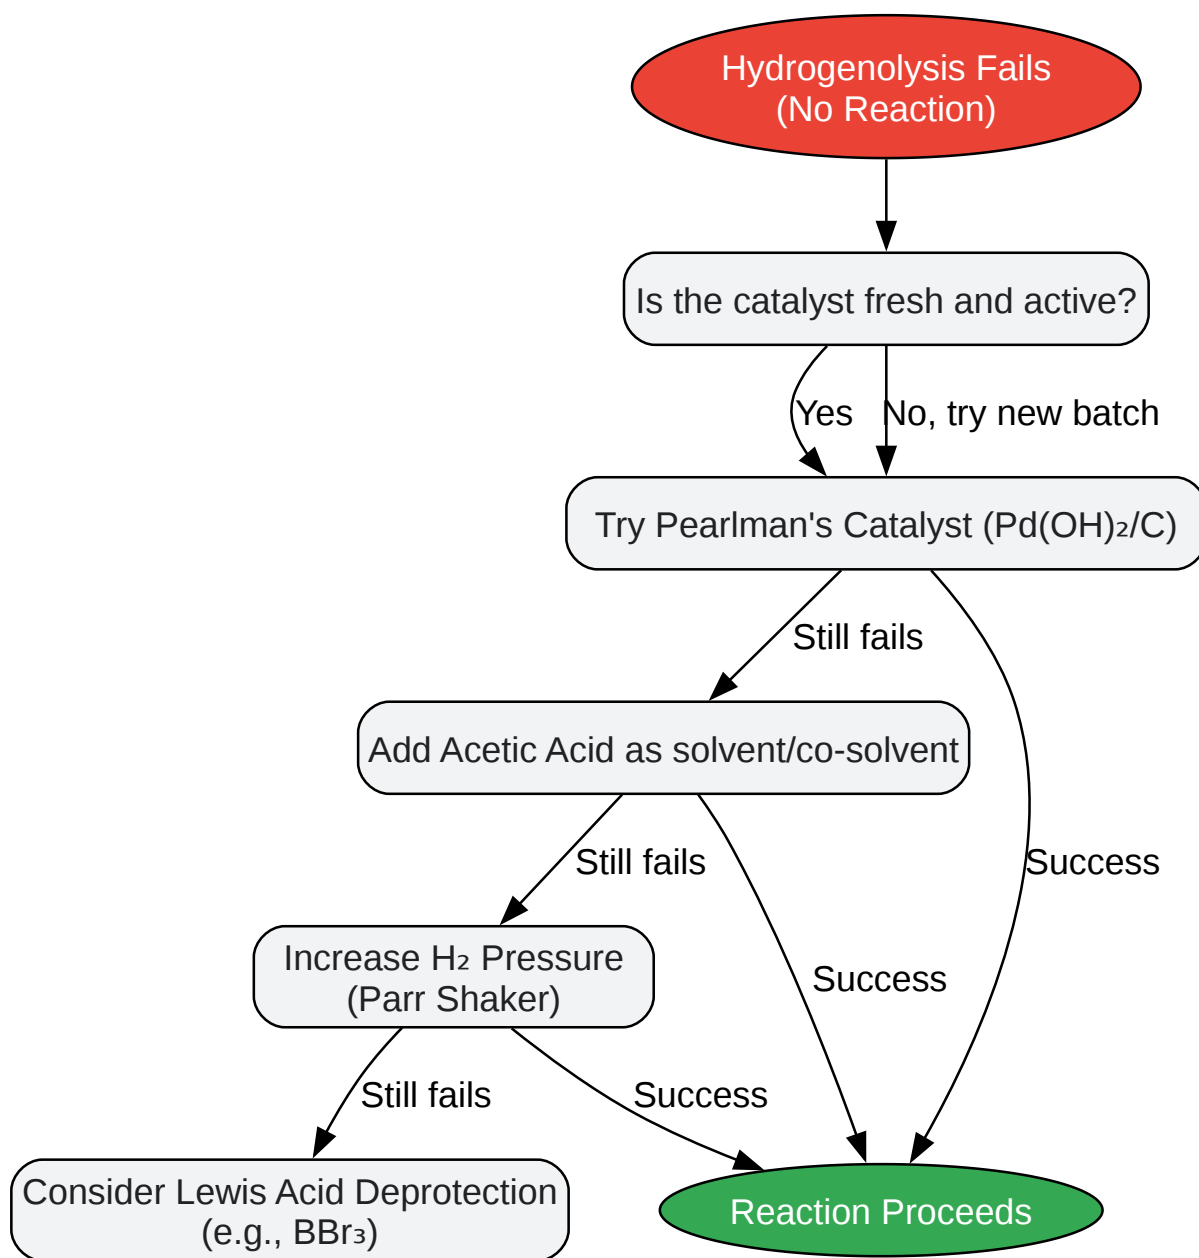 Hydrogenolysis Fails
(No Reaction)
Is the catalyst fresh and active?
Yes
No, try new batch
Try Pearlman's Catalyst (Pd(OH)₂/C)
Still fails
Add Acetic Acid as solvent/co-solvent
Still fails
Success
Increase H₂ Pressure
(Parr Shaker)
Success
Still fails
Success
Consider Lewis Acid Deprotection
(e.g., BBr₃)
Reaction Proceeds